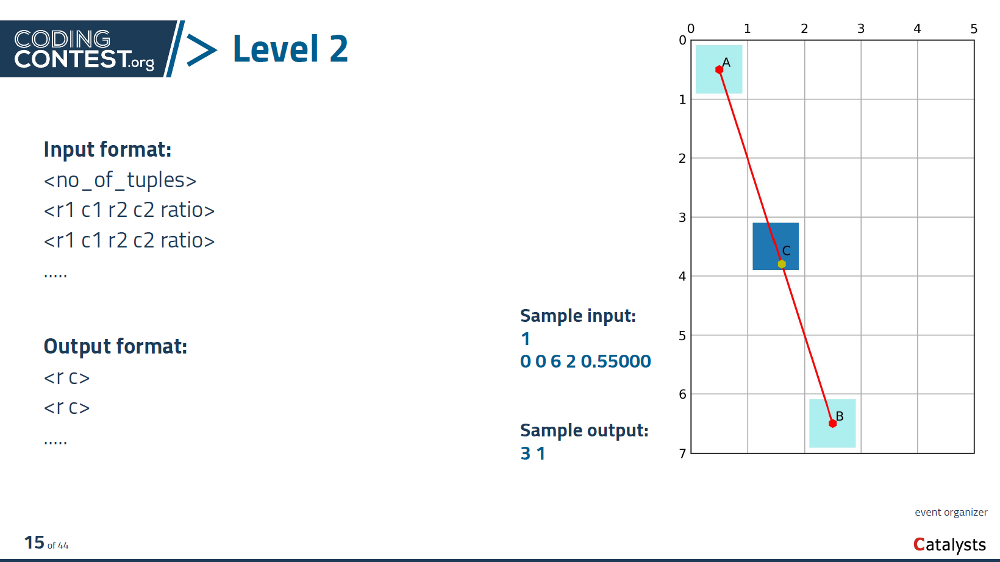 CODING
CONTEST.org
Level 2
Input format:
<no_of_tuples>
<r1 c1 r2 c2 ratio>
<r1 c1 r2 c2 ratio>
.....
Output format:
<r c>
<r c>
.....
Sample input:
1
0 0 6 2 0.55000
Sample output:
3 1
0 1 2 3 4 5
0
A
1
2
3
C
4
5
6
B
7
event organizer
Catalysts
15 of 44